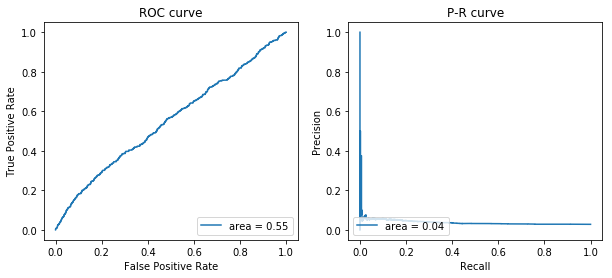 ROC curve
True Positive Rate
1.0
0.8
0.6
0.4
0.2
0.0
area = 0.55
0.0 0.2 0.4 0.6 0.8 1.0
False Positive Rate
P-R curve
Precision
1.0
0.8
0.6
0.4
0.2
0.0
area = 0.04
0.0 0.2 0.4 0.6 0.8 1.0
Recall